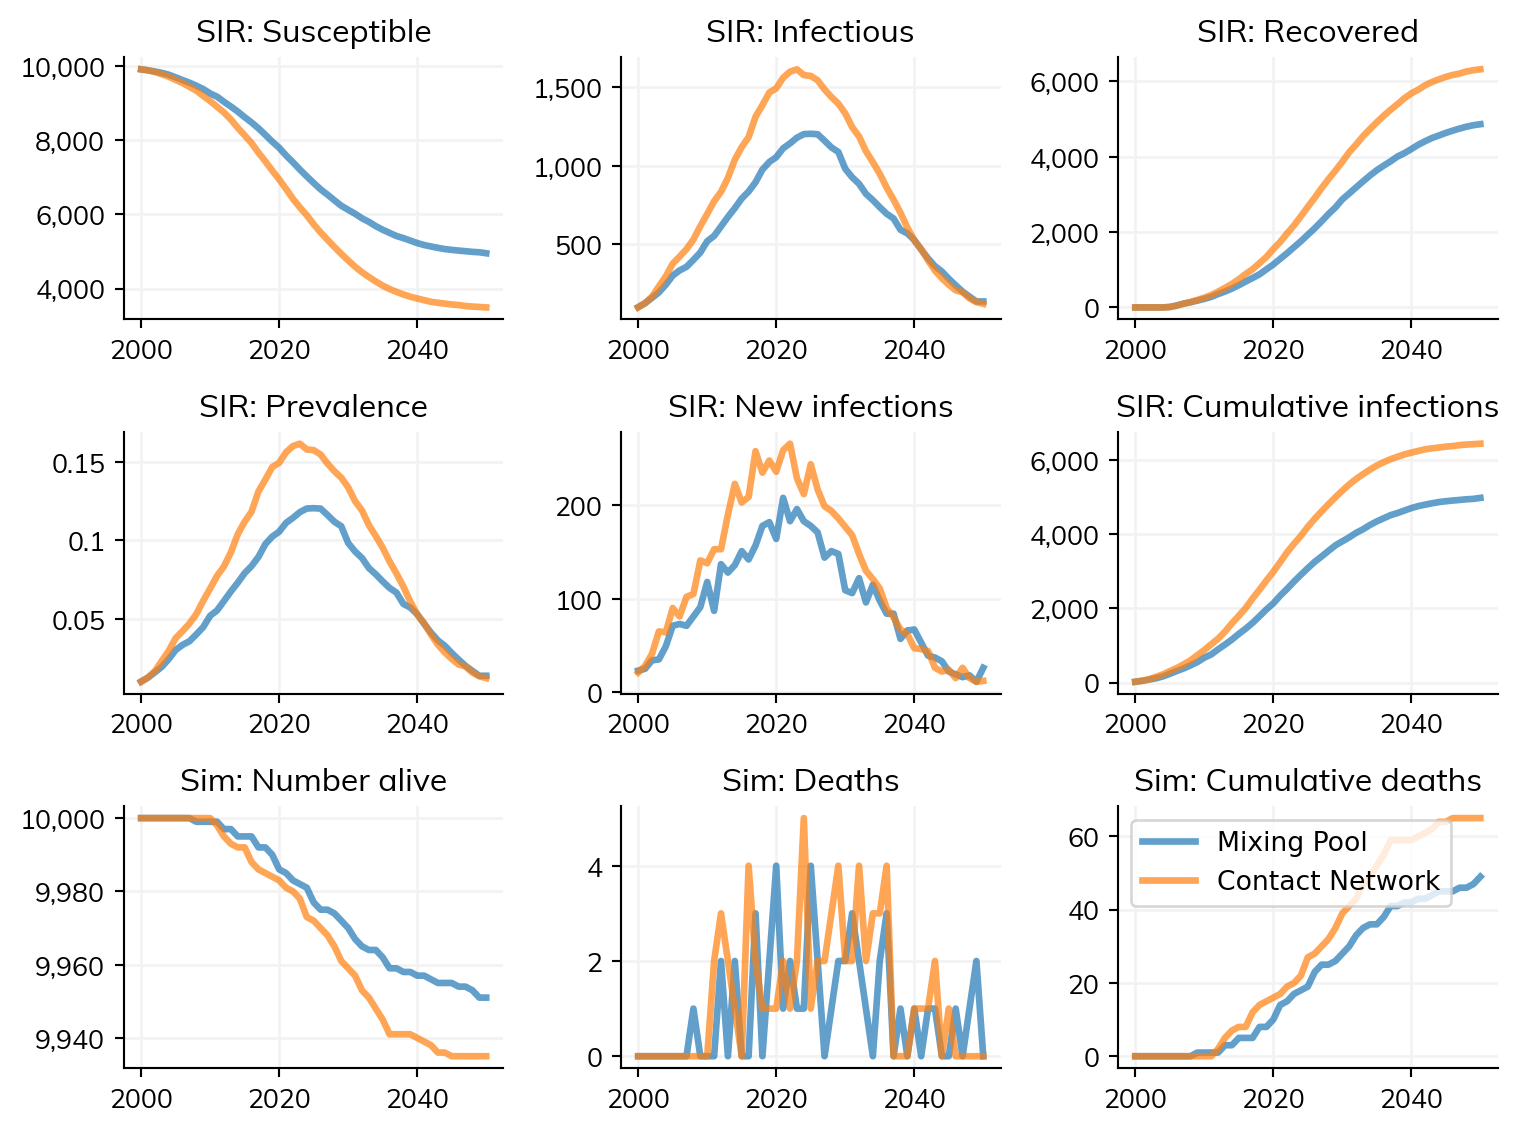 SIR: Susceptible
10,000
8,000
6,000
4,000
2000 2020 2040
SIR: Infectious
1,500
1,000
500
2000 2020 2040
SIR: Recovered
6,000
4,000
2,000
0
2000 2020 2040
SIR: Prevalence
0.15
0.1
0.05
2000 2020 2040
SIR: New infections
200
100
0
2000 2020 2040
SIR: Cumulative infections
6,000
4,000
2,000
0
2000 2020 2040
Sim: Number alive
10,000
9,980
9,960
9,940
2000 2020 2040
Sim: Deaths
4
2
0
2000 2020 2040
Sim: Cumulative deaths
60
40
20
0
Mixing Pool
Contact Network
2000 2020 2040